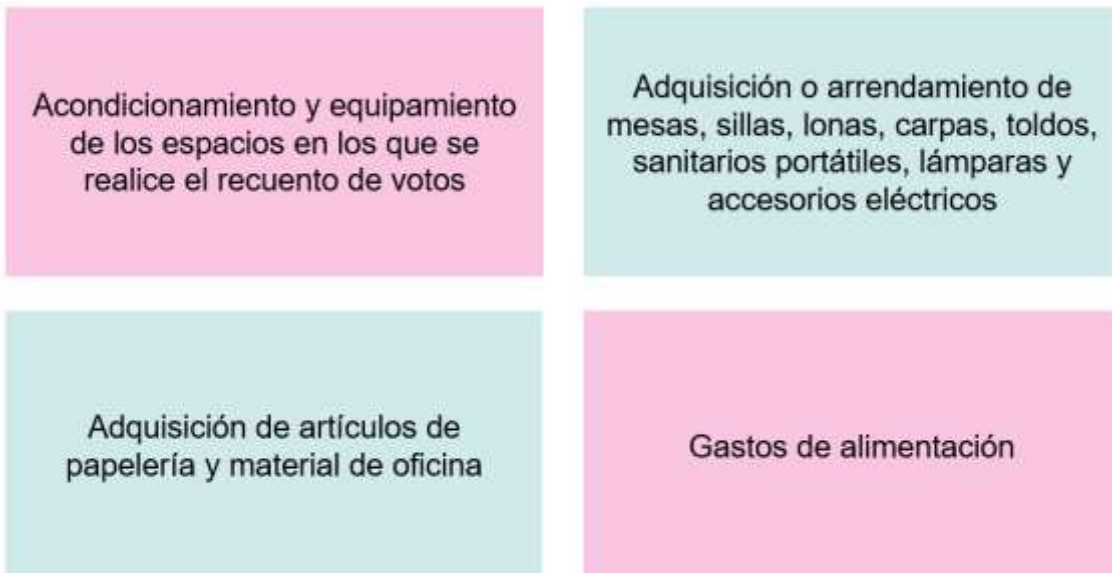 Acondicionamiento y equipamiento
de los espacios en los que se
realice el recuento de votos
Adquisición o arrendamiento de
mesas, sillas, lonas, carpas, toldos,
sanitarios portátiles, lámparas y
accesorios eléctricos
Adquisición de artículos de
papelería y material de oficina
Gastos de alimentación